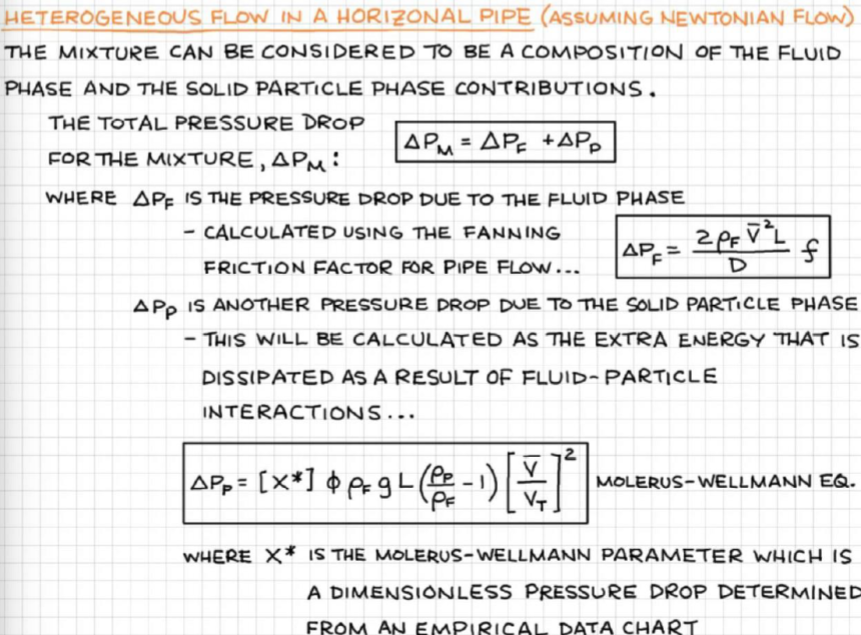 HETEROGENEOUS FLOW IN A HORIZONAL PIPE (ASSUMING NEWTONIAN FLOW)
THE MIXTURE CAN BE CONSIDERED TO BE A COMPOSITION OF THE FLUID
PHASE AND THE SOLID PARTICLE PHASE CONTRIBUTIONS.
THE TOTAL PRESSURE DROP
FOR THE MIXTURE, ΔP_M:
ΔP_M = ΔP_F + ΔP_P
WHERE ΔP_F IS THE PRESSURE DROP DUE TO THE FLUID PHASE
- CALCULATED USING THE FANNING
FRICTION FACTOR FOR PIPE FLOW...
ΔP_F = (2 ρ_F V̄² L / D) f
ΔP_P IS ANOTHER PRESSURE DROP DUE TO THE SOLID PARTICLE PHASE
- THIS WILL BE CALCULATED AS THE EXTRA ENERGY THAT IS
DISSIPATED AS A RESULT OF FLUID-PARTICLE
INTERACTIONS...
ΔP_P = [X*] φ ρ_F g L (ρ_P/ρ_F - 1) [V̄/V_T]² MOLERUS-WELLMANN EQ.
WHERE X* IS THE MOLERUS-WELLMANN PARAMETER WHICH IS
A DIMENSIONLESS PRESSURE DROP DETERMINED
FROM AN EMPIRICAL DATA CHART